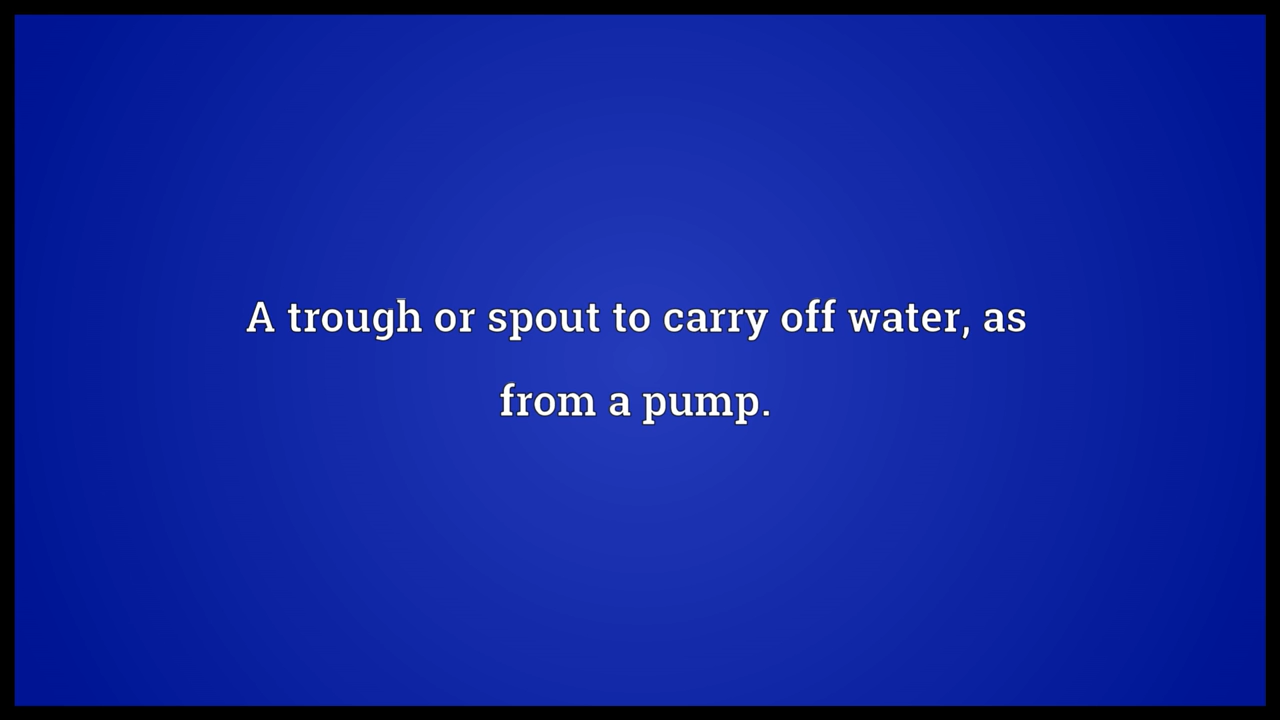 A trough or spout to carry off water, as
from a pump.